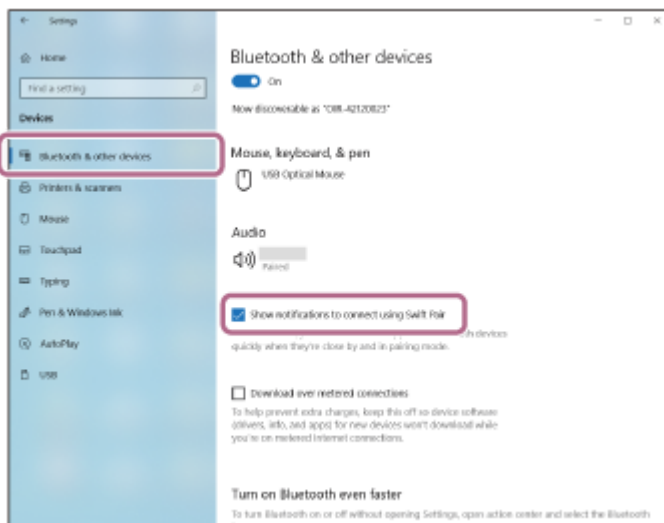 Settings
Home
Find a setting
Devices
Bluetooth & other devices
Printers & scanners
Mouse
Touchpad
Typing
Pen & Windows Ink
AutoPlay
USB
Bluetooth & other devices
On
Now discoverable as
Mouse, keyboard, & pen
USB Optical Mouse
Audio
Paired
Show notifications to connect using Swift Pair
devices
quickly when they're close by and in pairing mode.
Download over metered connections
To help prevent extra charges, keep this off so device software
(drivers, info, and apps) for new devices won't download while
you're on metered Internet connections.
Turn on Bluetooth even faster
To turn Bluetooth on or off without opening Settings, open action center and select the Bluetooth